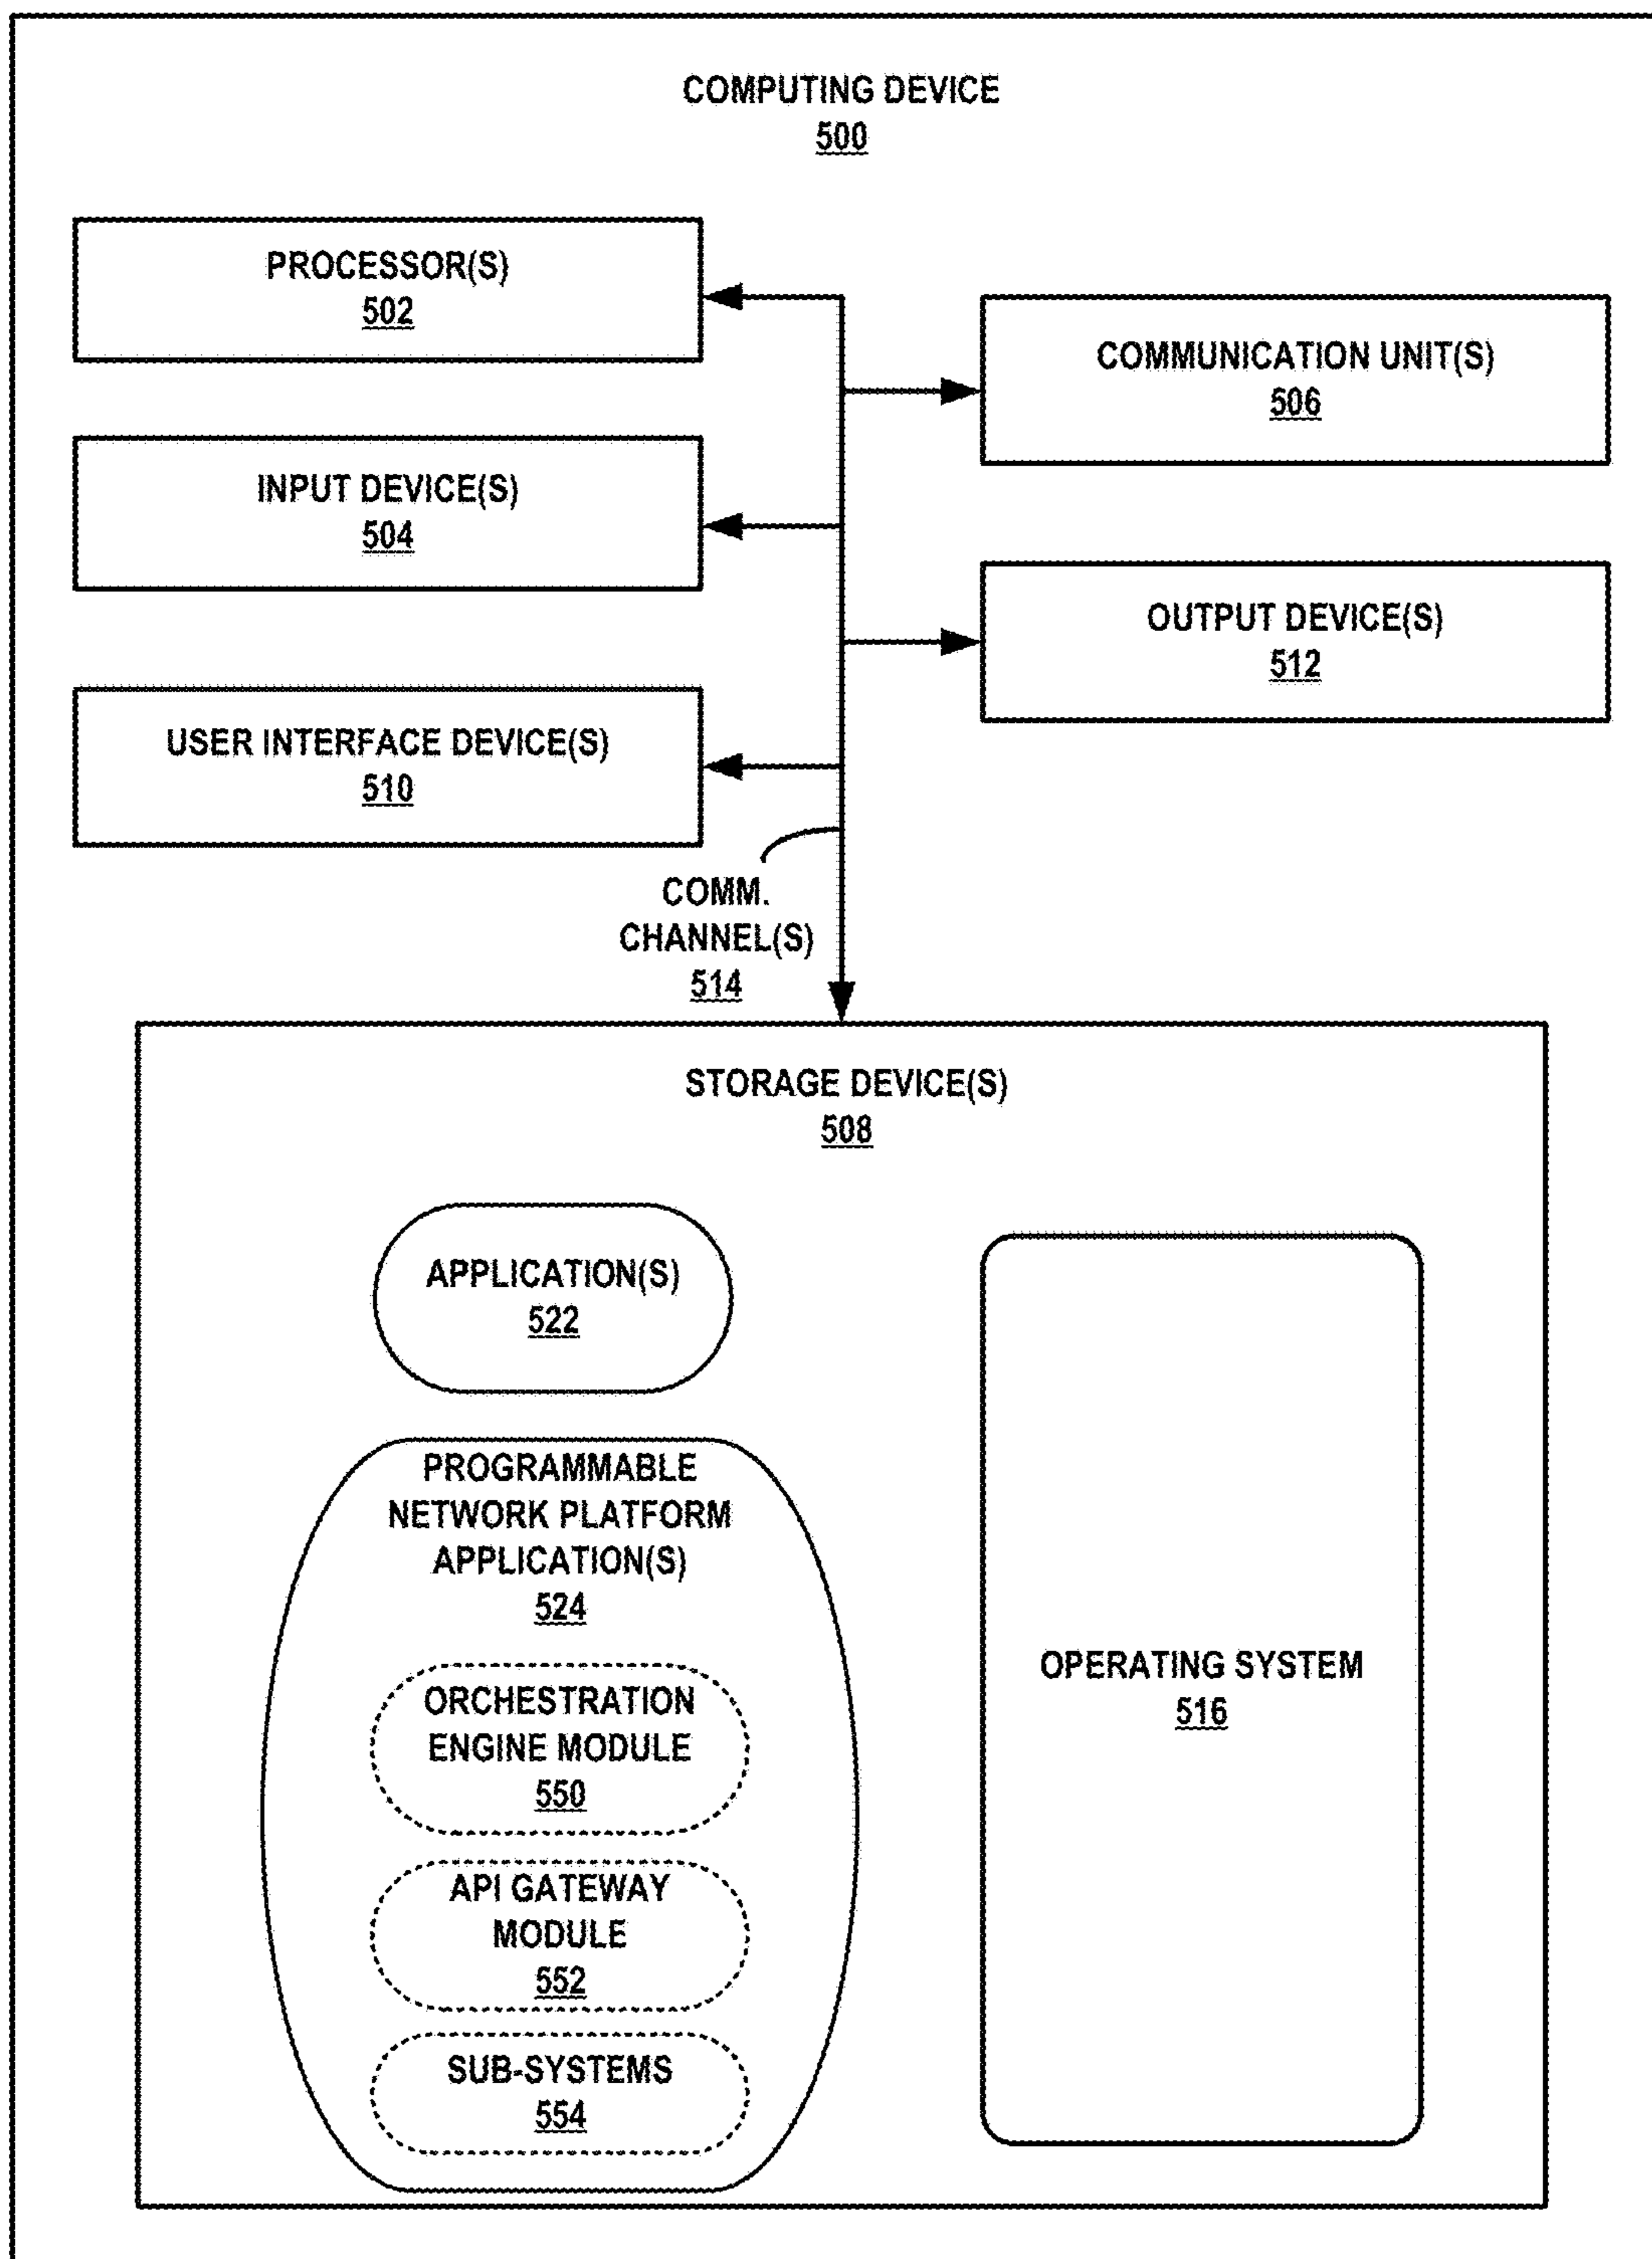 COMPUTING DEVICE
500
PROCESSOR(S)
502
COMMUNICATION UNIT(S)
506
INPUT DEVICE(S)
504
OUTPUT DEVICE(S)
512
USER INTERFACE DEVICE(S)
510
COMM.
CHANNEL(S)
514
STORAGE DEVICE(S)
508
APPLICATION(S)
522
PROGRAMMABLE
NETWORK PLATFORM
APPLICATION(S)
524
ORCHESTRATION
ENGINE MODULE
550
API GATEWAY
MODULE
552
SUB-SYSTEMS
554
OPERATING SYSTEM
516